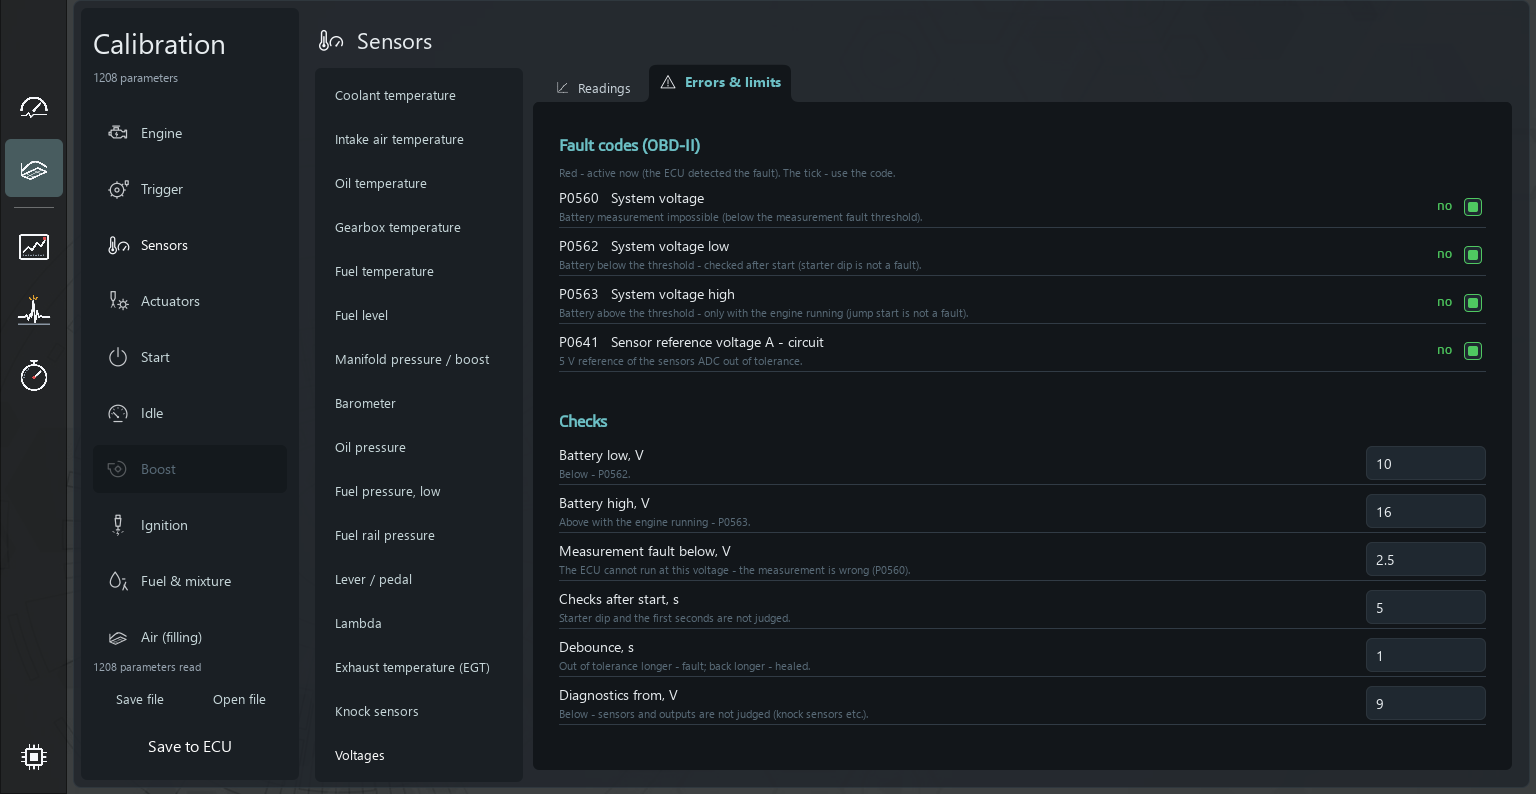 Calibration
1208 parameters
Engine
Trigger
Sensors
Actuators
Start
Idle
Boost
Ignition
Fuel & mixture
Air (filling)
1208 parameters read
Save file
Open file
Save to ECU
Sensors
Coolant temperature
Intake air temperature
Oil temperature
Gearbox temperature
Fuel temperature
Fuel level
Manifold pressure / boost
Barometer
Oil pressure
Fuel pressure, low
Fuel rail pressure
Lever / pedal
Lambda
Exhaust temperature (EGT)
Knock sensors
Voltages
Readings
Errors & limits
Fault codes (OBD-II)
Red - active now (the ECU detected the fault). The tick - use the code.
P0560 System voltage
Battery measurement impossible (below the measurement fault threshold).
no
P0562 System voltage low
Battery below the threshold - checked after start (starter dip is not a fault).
no
P0563 System voltage high
Battery above the threshold - only with the engine running (jump start is not a fault).
no
P0641 Sensor reference voltage A - circuit
5 V reference of the sensors ADC out of tolerance.
no
Checks
Battery low, V
Below - P0562.
10
Battery high, V
Above with the engine running - P0563.
16
Measurement fault below, V
The ECU cannot run at this voltage - the measurement is wrong (P0560).
2.5
Checks after start, s
Starter dip and the first seconds are not judged.
5
Debounce, s
Out of tolerance longer - fault; back longer - healed.
1
Diagnostics from, V
Below - sensors and outputs are not judged (knock sensors etc.).
9